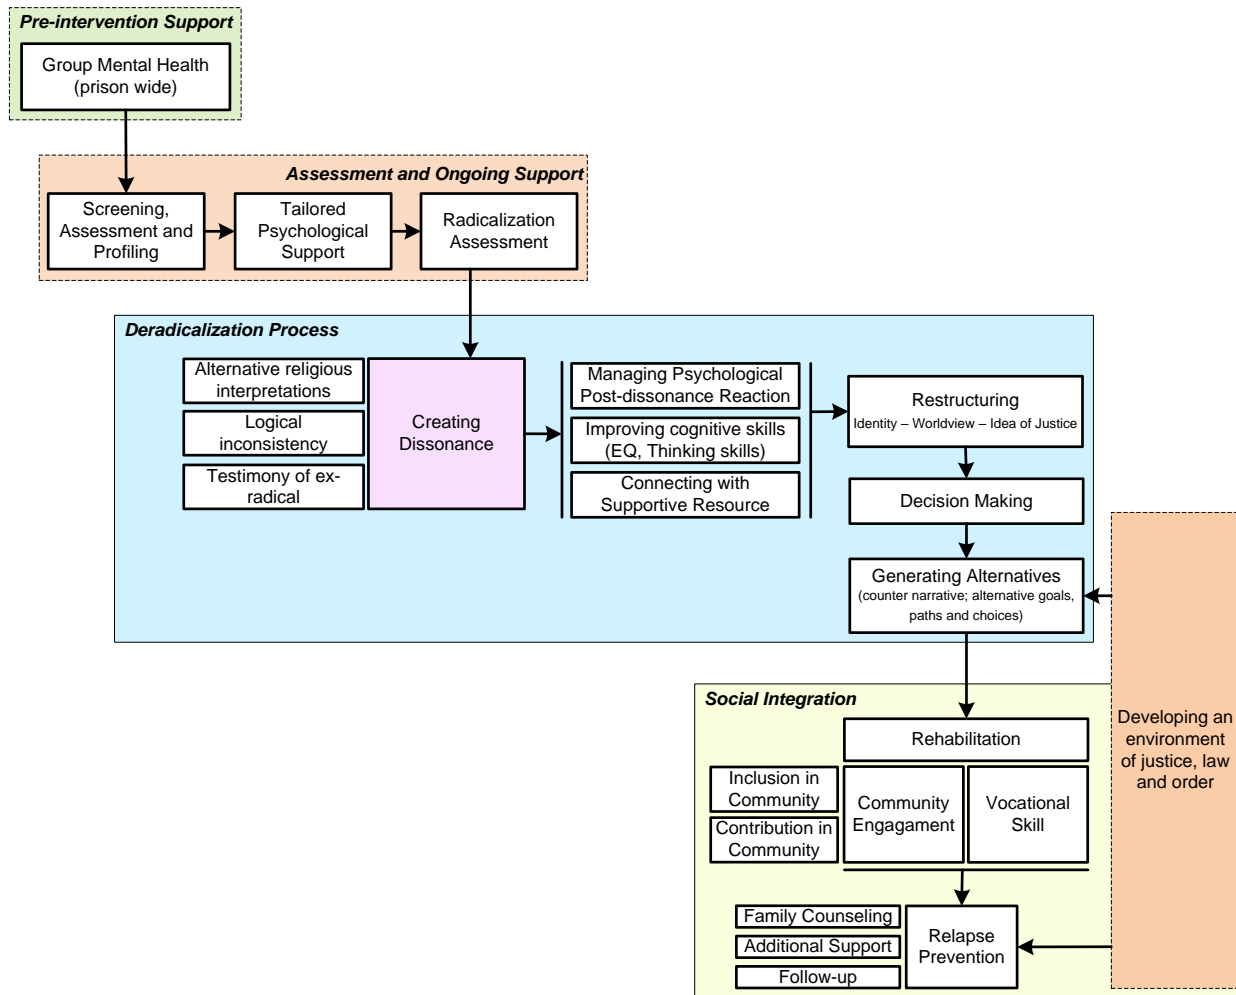 Pre-intervention Support
Group Mental Health
(prison wide)
Assessment and Ongoing Support
Screening,
Assessment and
Profiling
Tailored
Psychological
Support
Radicalization
Assessment
Deradicalization Process
Alternative religious
interpretations
Logical
inconsistency
Testimony of ex-
radical
Creating
Dissonance
Managing Psychological
Post-dissonance Reaction
Improving cognitive skills
(EQ, Thinking skills)
Connecting with
Supportive Resource
Restructuring
Identity – Worldview – Idea of Justice
Decision Making
Generating Alternatives
(counter narrative; alternative goals,
paths and choices)
Social Integration
Rehabilitation
Inclusion in
Community
Contribution in
Community
Community
Engagament
Vocational
Skill
Family Counseling
Additional Support
Follow-up
Relapse
Prevention
Developing an
environment
of justice, law
and order